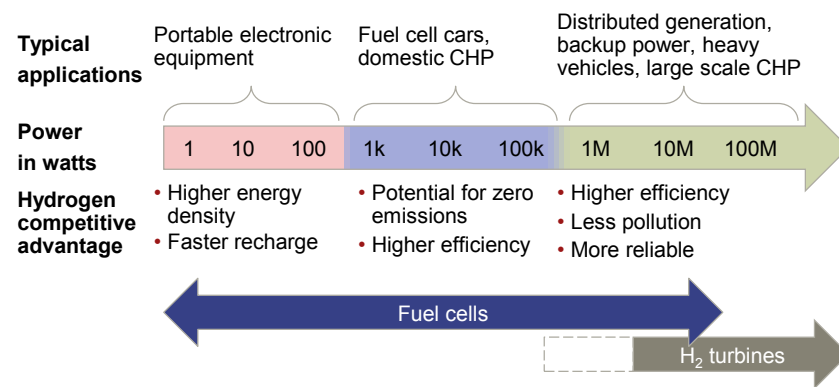 Typical
applications
Portable electronic
equipment
Fuel cell cars,
domestic CHP
Distributed generation,
backup power, heavy
vehicles, large scale CHP
Power
in watts
1 10 100 1k 10k 100k 1M 10M 100M
Hydrogen
competitive
advantage
• Higher energy
density
• Faster recharge
• Potential for zero
emissions
• Higher efficiency
• Higher efficiency
• Less pollution
• More reliable
Fuel cells
H₂ turbines